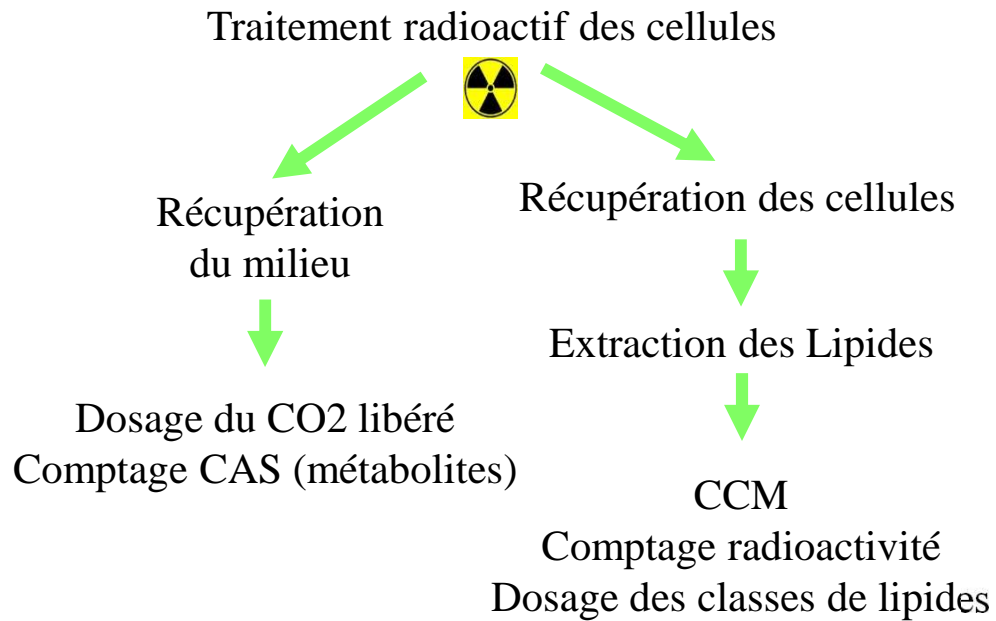 Traitement radioactif des cellules
Récupération
du milieu
Dosage du CO2 libéré
Comptage CAS (métabolites)
Récupération des cellules
Extraction des Lipides
CCM
Comptage radioactivité
Dosage des classes de lipides